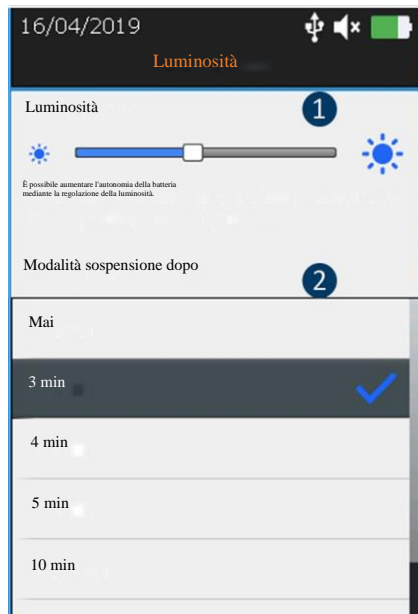 16/04/2019
Luminosità
Luminosità
1
È possibile aumentare l'autonomia della batteria
mediante la regolazione della luminosità.
Modalità sospensione dopo
2
Mai
3 min
4 min
5 min
10 min